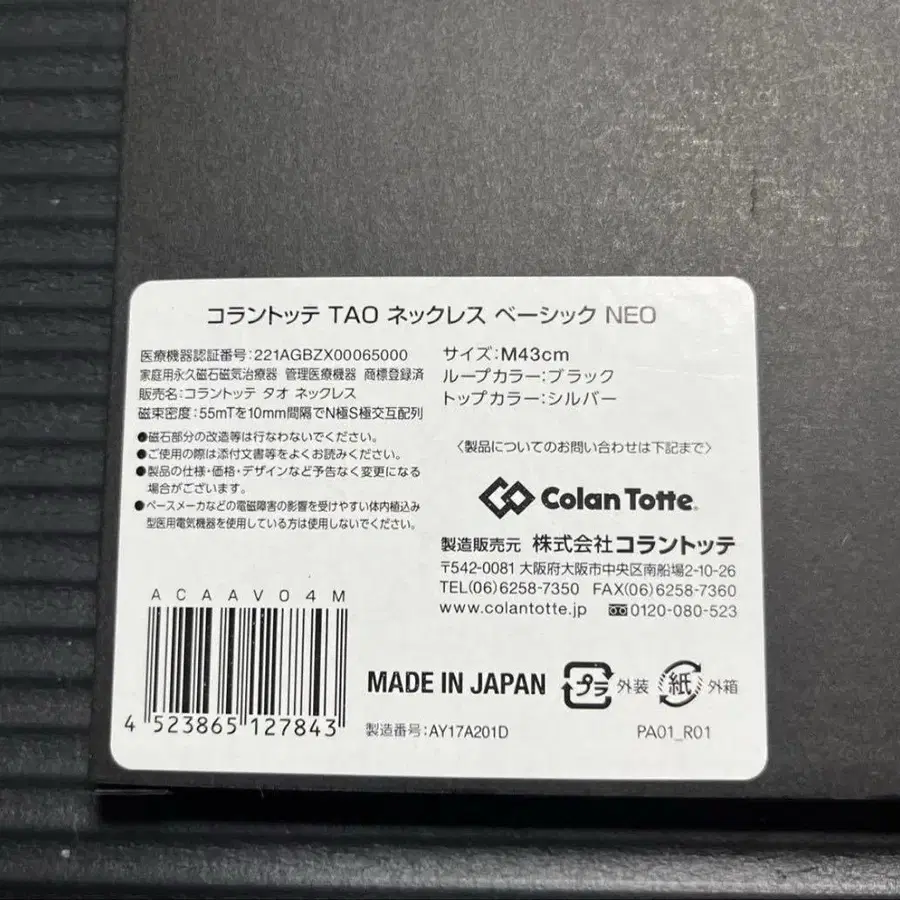 コラントッテ TAO ネックレス ベーシック NEO
医療機器認証番号:221AGBZX00065000
家庭用永久磁石磁気治療器 管理医療機器 商標登録済
販売名:コラントッテ タオ ネックレス
磁束密度:55mTを10mm間隔でN極S極交互配列
●磁石部分の改造等は行なわないでください。
●ご使用の際は添付文書等をよくお読みください。
●製品の仕様・価格・デザインなど予告なく変更になる
場合がございます。
●ペースメーカなどの電磁障害の影響を受けやすい体内植込み
型医用電気機器を使用している方は使用しないでください。
サイズ:M43cm
ループカラー:ブラック
トップカラー:シルバー
〈製品についてのお問い合わせは下記まで〉
Colan Totte.
製造販売元 株式会社コラントッテ
〒542-0081 大阪府大阪市中央区南船場2-10-26
TEL(06)6258-7350 FAX(06)6258-7360
www.colantotte.jp 0120-080-523
ACAAV04M
4 523865 127843
MADE IN JAPAN
プラ 外装
紙 外箱
製造番号:AY17A201D
PA01_R01